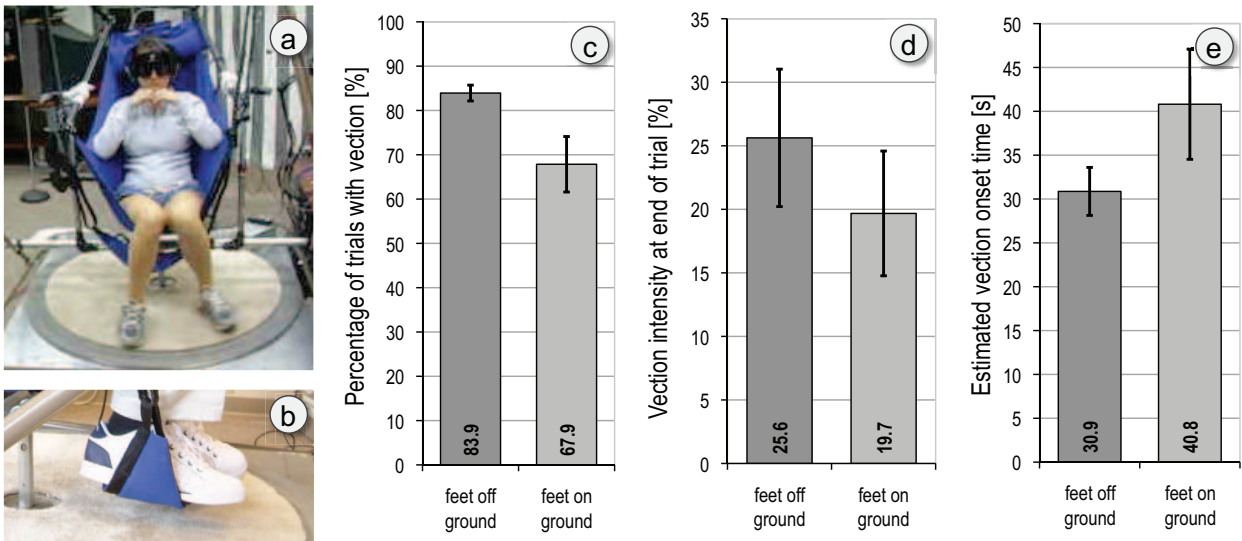 a
b
c
Percentage of trials with vection [%]
100
90
80
70
60
50
40
30
20
10
0
83.9
67.9
feet off
ground
feet on
ground
d
Vection intensity at end of trial [%]
35
30
25
20
15
10
5
0
25.6
19.7
feet off
ground
feet on
ground
e
Estimated vection onset time [s]
50
45
40
35
30
25
20
15
10
5
0
30.9
40.8
feet off
ground
feet on
ground